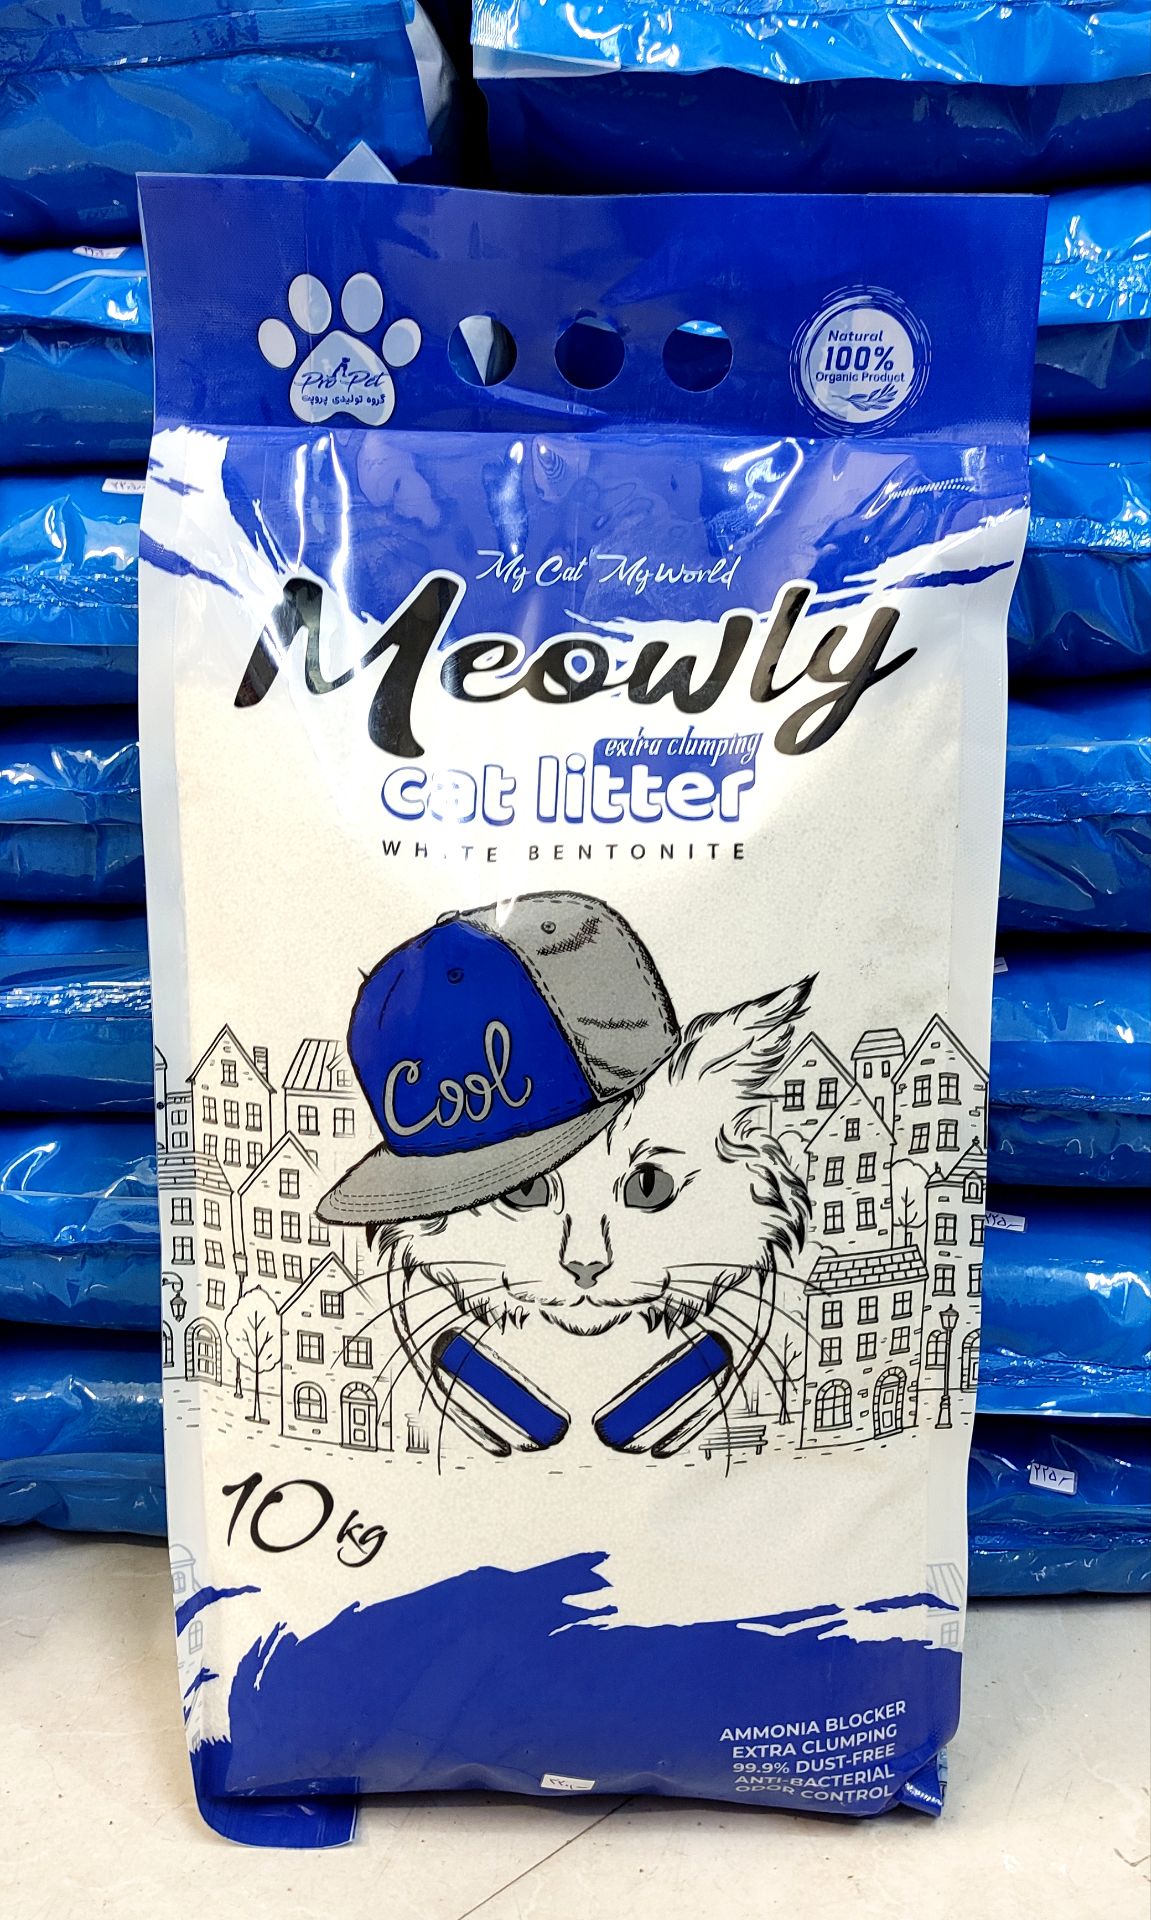 Pro Pet
گروه تولیدی پروپت
Natural
100%
Organic Product
My Cat My World
Meowly
extra clumping
cat litter
WHITE BENTONITE
Cool
10kg
AMMONIA BLOCKER
EXTRA CLUMPING
99.9% DUST-FREE
ANTI-BACTERIAL
ODOR CONTROL